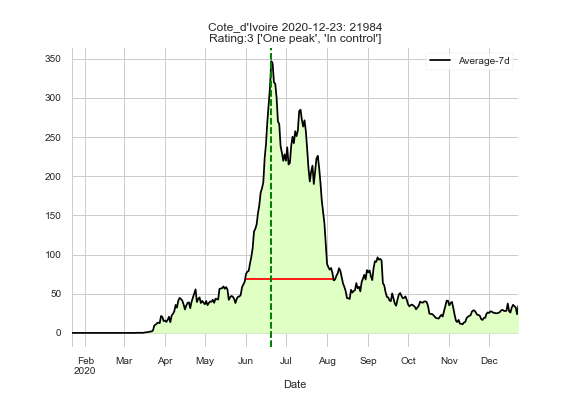 Cote_d'Ivoire 2020-12-23: 21984
Rating:3 ['One peak', 'In control']
Average-7d
350
300
250
200
150
100
50
0
Feb Mar Apr May Jun Jul Aug Sep Oct Nov Dec
2020
Date